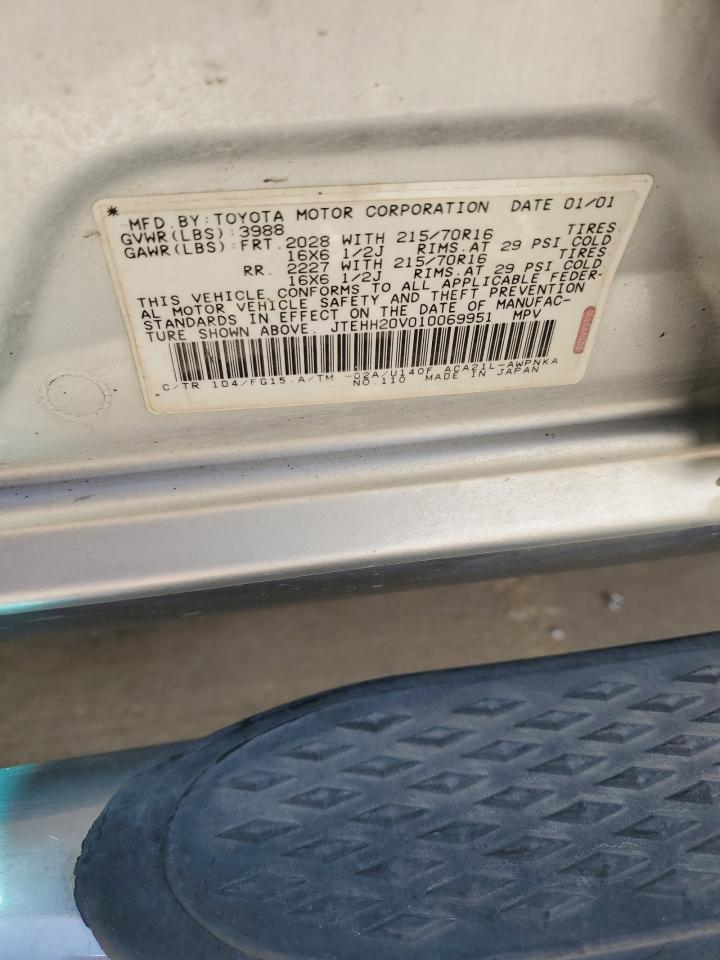 * MFD. BY: TOYOTA MOTOR CORPORATION DATE 01/01
GVWR(LBS): 3988
GAWR(LBS): FRT. 2028 WITH 215/70R16 TIRES
16X6 1/2J RIMS. AT 29 PSI COLD
RR. 2227 WITH 215/70R16 TIRES
16X6 1/2J RIMS. AT 29 PSI COLD
THIS VEHICLE CONFORMS TO ALL APPLICABLE FEDER-
AL MOTOR VEHICLE SAFETY AND THEFT PREVENTION
STANDARDS IN EFFECT ON THE DATE OF MANUFAC-
TURE SHOWN ABOVE. JTEHH20V010069951 MPV
C/TR 1D4/FG15 A/TM -02A/U140F ACA21L-AWPNKA
NO.110 MADE IN JAPAN